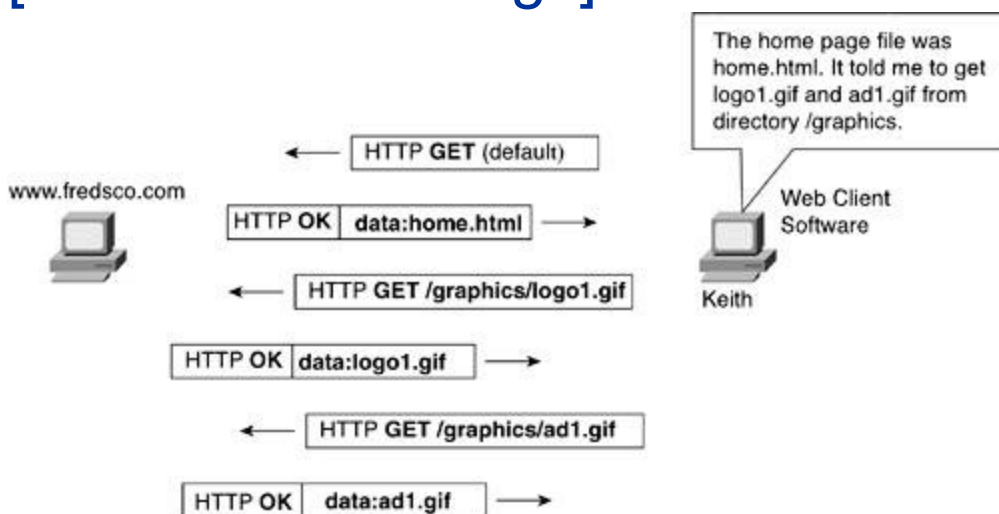 The home page file was
home.html. It told me to get
logo1.gif and ad1.gif from
directory /graphics.
HTTP GET (default)
www.fredsco.com
Web Client
Software
HTTP OK data:home.html
HTTP GET /graphics/logo1.gif
Keith
HTTP OK data:logo1.gif
HTTP GET /graphics/ad1.gif
HTTP OK data:ad1.gif